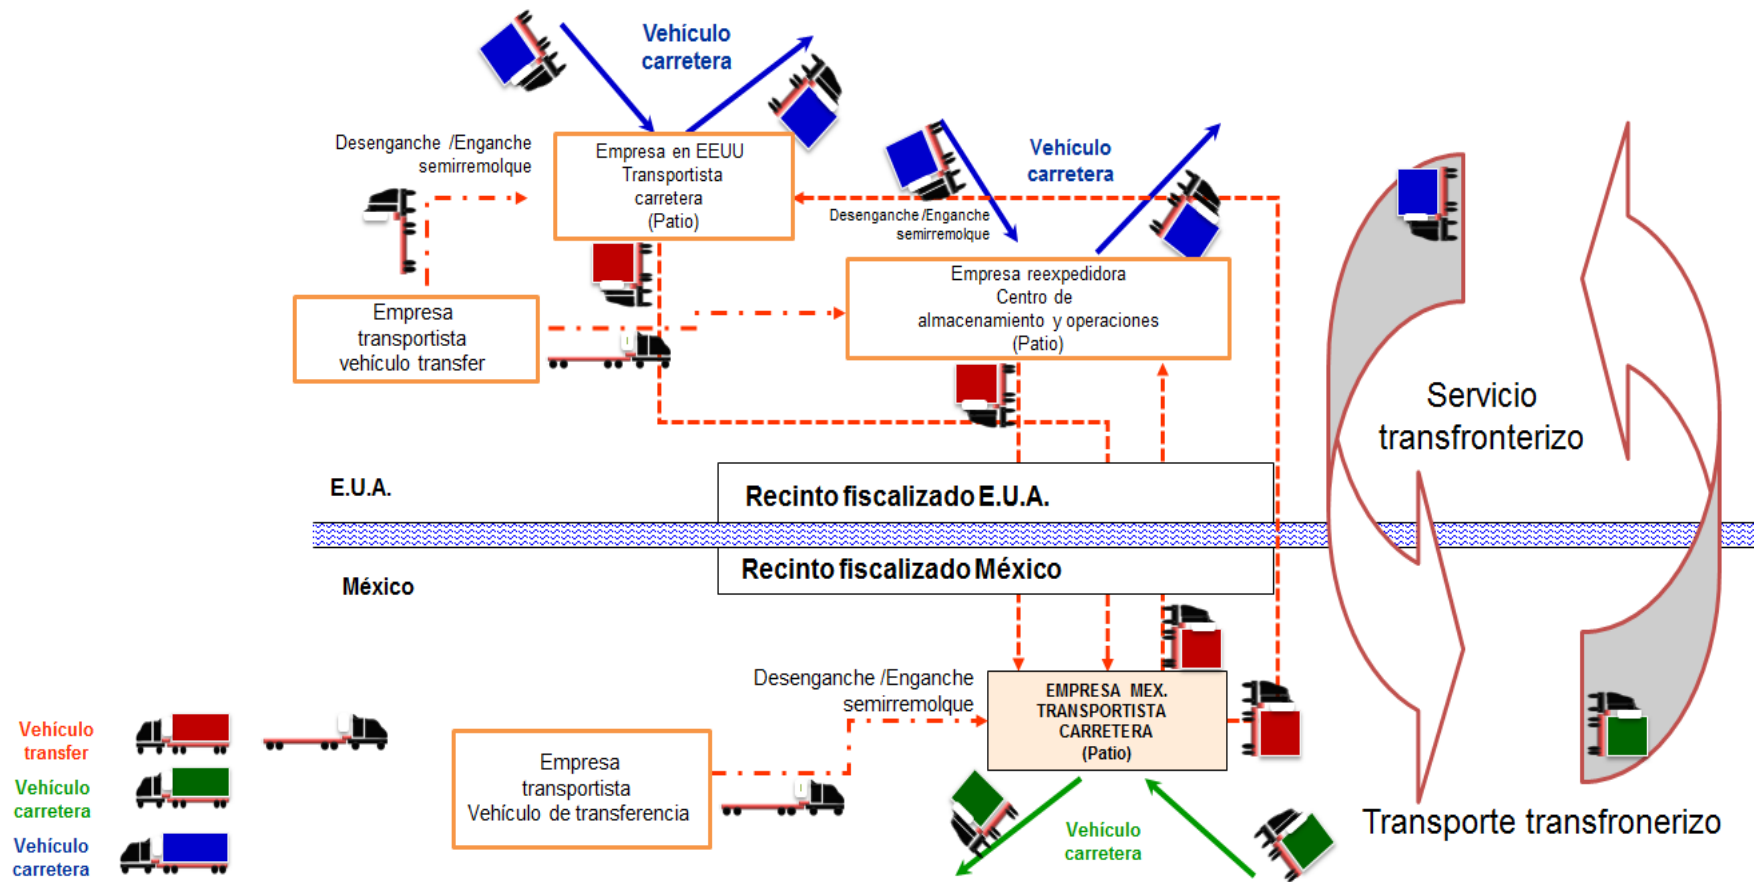 Vehículo
carretera
Desenganche /Enganche
semirremolque
Empresa en EEUU
Transportista
carretera
(Patio)
Vehículo
carretera
Desenganche /Enganche
semirremolque
Empresa reexpedidora
Centro de
almacenamiento y operaciones
(Patio)
Empresa
transportista
vehículo transfer
Servicio
transfronterizo
E.U.A.
Recinto fiscalizado E.U.A.
Recinto fiscalizado México
México
Desenganche /Enganche
semirremolque
EMPRESA MEX.
TRANSPORTISTA
CARRETERA
(Patio)
Vehículo
transfer
Empresa
transportista
Vehículo de transferencia
Vehículo
carretera
Vehículo
carretera
Vehículo
carretera
Transporte transfronerizo